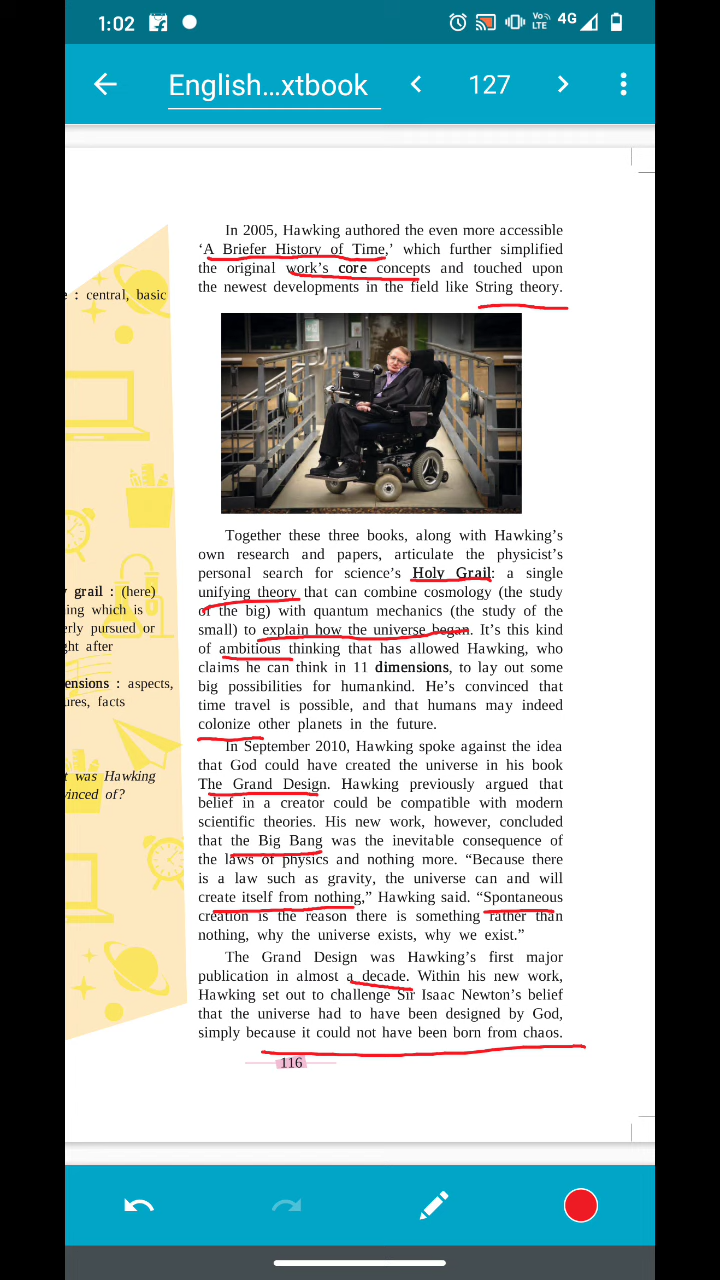 1:02
Vo
LTE
4G
English...xtbook
127
In 2005, Hawking authored the even more accessible
‘A Briefer History of Time,’ which further simplified
the original work’s core concepts and touched upon
the newest developments in the field like String theory.
e : central, basic
Together these three books, along with Hawking’s
own research and papers, articulate the physicist’s
personal search for science’s Holy Grail: a single
unifying theory that can combine cosmology (the study
of the big) with quantum mechanics (the study of the
small) to explain how the universe began. It’s this kind
of ambitious thinking that has allowed Hawking, who
claims he can think in 11 dimensions, to lay out some
big possibilities for humankind. He’s convinced that
time travel is possible, and that humans may indeed
colonize other planets in the future.
y grail : (here)
ing which is
erly pursued or
ght after
ensions : aspects,
ures, facts
In September 2010, Hawking spoke against the idea
that God could have created the universe in his book
The Grand Design. Hawking previously argued that
belief in a creator could be compatible with modern
scientific theories. His new work, however, concluded
that the Big Bang was the inevitable consequence of
the laws of physics and nothing more. “Because there
is a law such as gravity, the universe can and will
create itself from nothing,” Hawking said. “Spontaneous
creation is the reason there is something rather than
nothing, why the universe exists, why we exist.”
t was Hawking
vinced of?
The Grand Design was Hawking’s first major
publication in almost a decade. Within his new work,
Hawking set out to challenge Sir Isaac Newton’s belief
that the universe had to have been designed by God,
simply because it could not have been born from chaos.
116